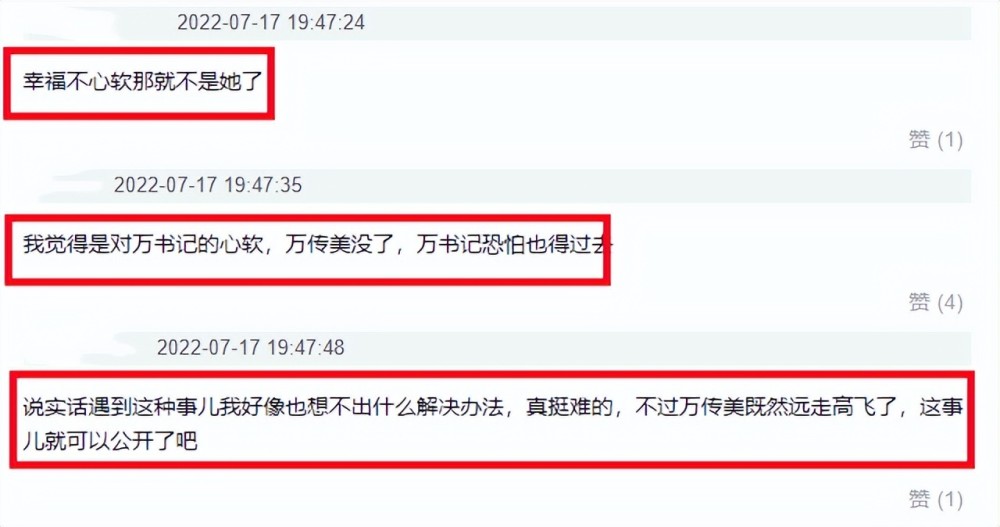 2022-07-17 19:47:24
幸福不心软那就不是她了
赞 (1)
2022-07-17 19:47:35
我觉得是对万书记的心软，万传美没了，万书记恐怕也得过去
赞 (4)
2022-07-17 19:47:48
说实话遇到这种事儿我好像也想不出什么解决办法，真挺难的，不过万传美既然远走高飞了，这事
儿就可以公开了吧
赞 (1)